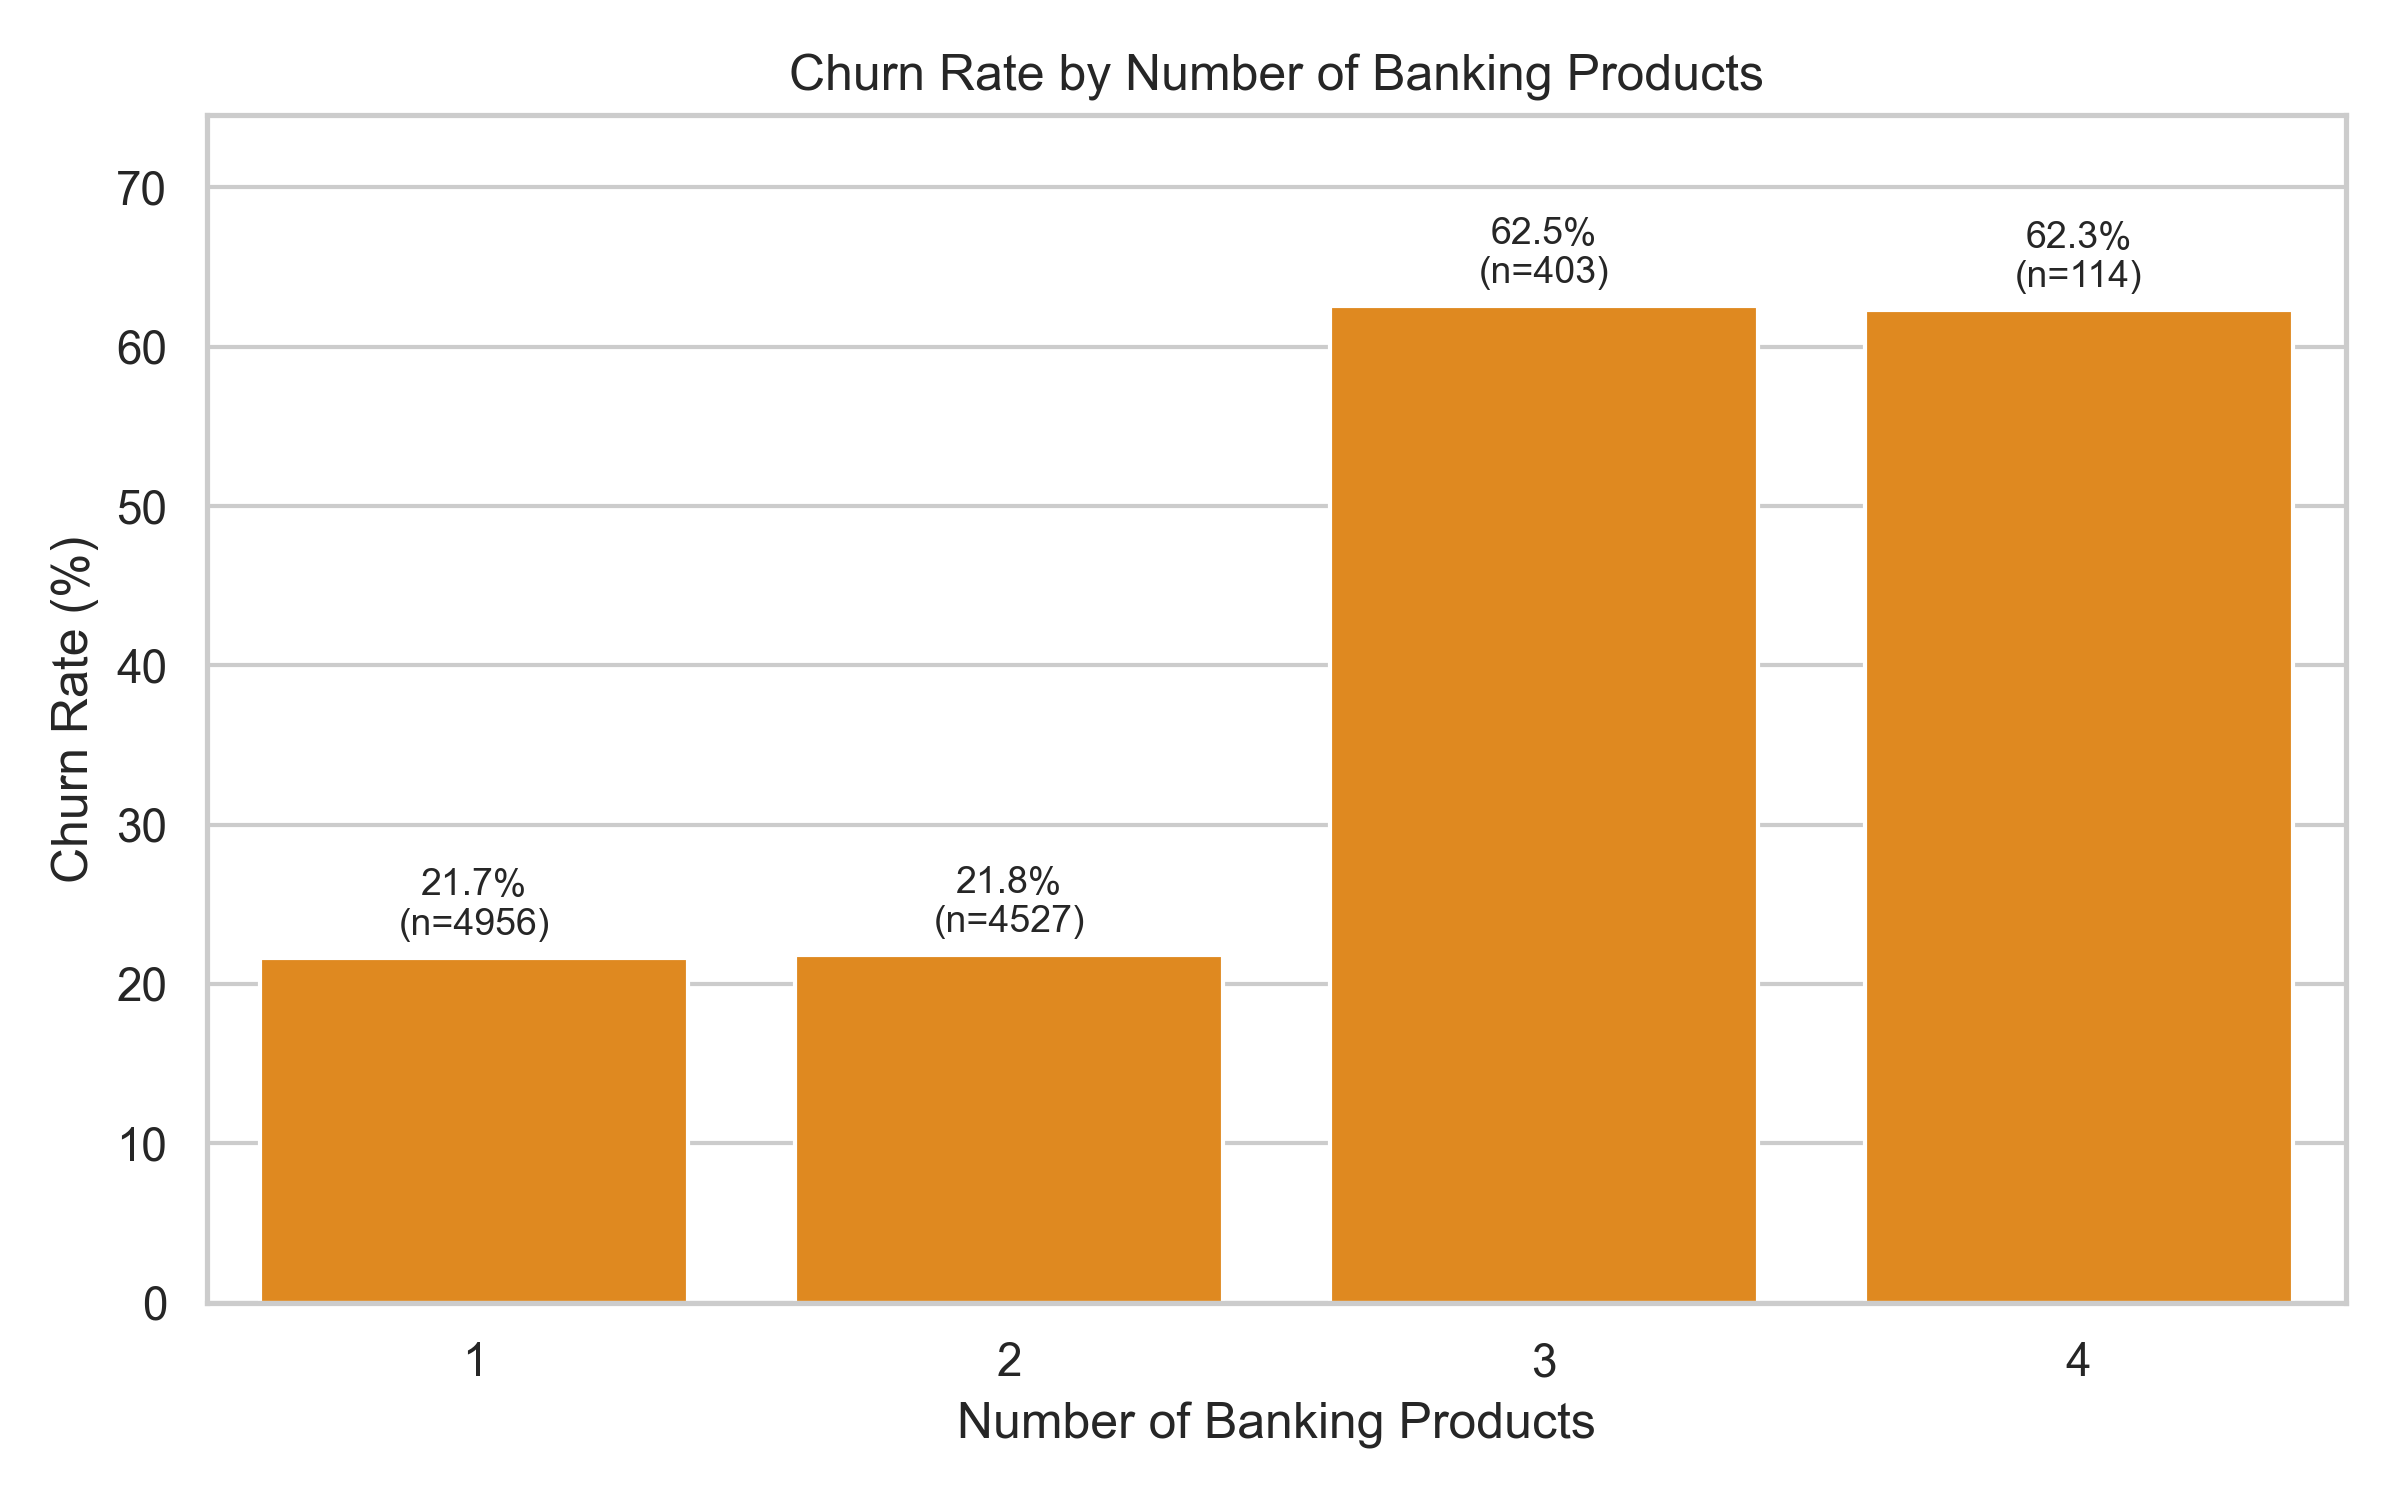 Churn Rate by Number of Banking Products
Churn Rate (%)
70
60
50
40
30
20
10
0
21.7%
(n=4956)
21.8%
(n=4527)
62.5%
(n=403)
62.3%
(n=114)
1
2
3
4
Number of Banking Products